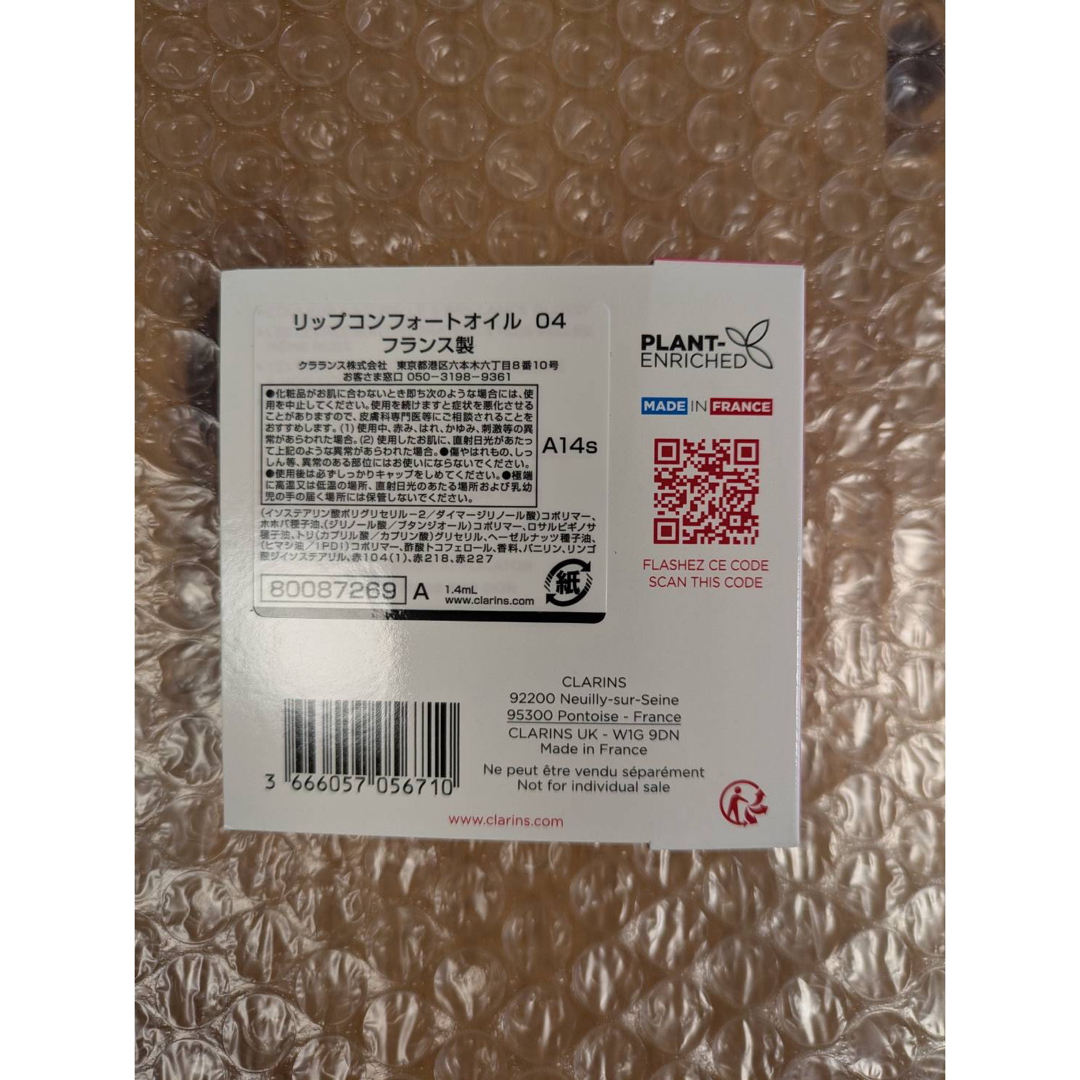 リップコンフォートオイル 04
フランス製
クラランス株式会社 東京都港区六本木六丁目8番10号
お客さま窓口 050-3198-9361
●化粧品がお肌に合わないとき即ち次のような場合には、使
用を中止してください。使用を続けますと症状を悪化させる
ことがありますので、皮膚科専門医等にご相談されることを
おすすめします。(1)使用中、赤み、はれ、かゆみ、刺激等の異
常があらわれた場合。(2)使用したお肌に、直射日光があたっ
て上記のような異常があらわれた場合。●傷やはれもの、しっ
しん等、異常のある部位にはお使いにならないでください。
●使用後は必ずしっかりキャップをしめてください。●極端
に高温又は低温の場所、直射日光のあたる場所および乳幼
児の手の届く場所には保管しないでください。
A14s
(イソステアリン酸ポリグリセリル-2/ダイマージリノール酸)コポリマー、
ホホバ種子油、(ジリノール酸/ブタンジオール)コポリマー、ロサルビギノサ
種子油、トリ(カプリル酸/カプリン酸)グリセリル、ヘーゼルナッツ種子油、
(ヒマシ油/IPDI)コポリマー、酢酸トコフェロール、香料、バニリン、リンゴ
酸ジイソステアリル、赤104(1)、赤218、赤227
80087269 A 1.4mL
www.clarins.com
紙
PLANT-
ENRICHED
MADE IN FRANCE
FLASHEZ CE CODE
SCAN THIS CODE
CLARINS
92200 Neuilly-sur-Seine
95300 Pontoise - France
CLARINS UK - W1G 9DN
Made in France
Ne peut être vendu séparément
Not for individual sale
3 666057 056710
www.clarins.com